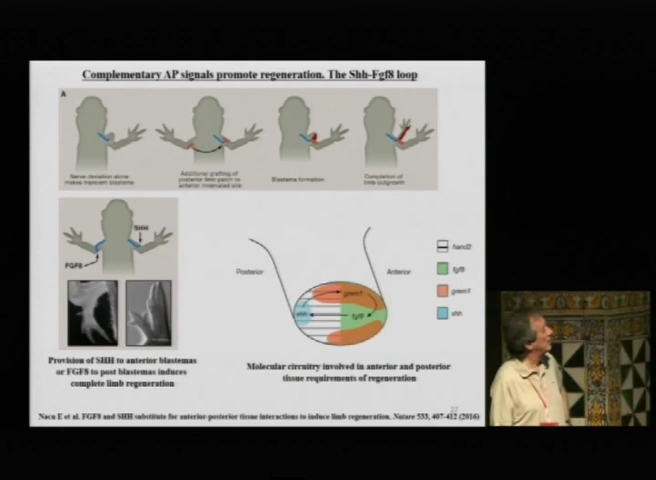 Complementary AP signals promote regeneration. The Shh-Fgf8 loop
A
Nerve deviation alone
makes transient blastema
Additional grafting of
posterior limb patch to
anterior innervated site
Blastema formation
Completion of
limb outgrowth
SHH
FGF8
Posterior
Anterior
hand2
fgf8
grem1
shh
grem1
shh
fgf8
Provision of SHH to anterior blastemas
or FGF8 to post blastemas induces
complete limb regeneration
Molecular circuitry involved in anterior and posterior
tissue requirements of regeneration
27
Nacu E et al. FGF8 and SHH substitute for anterior-posterior tissue interactions to induce limb regeneration. Nature 533, 407-412 (2016)